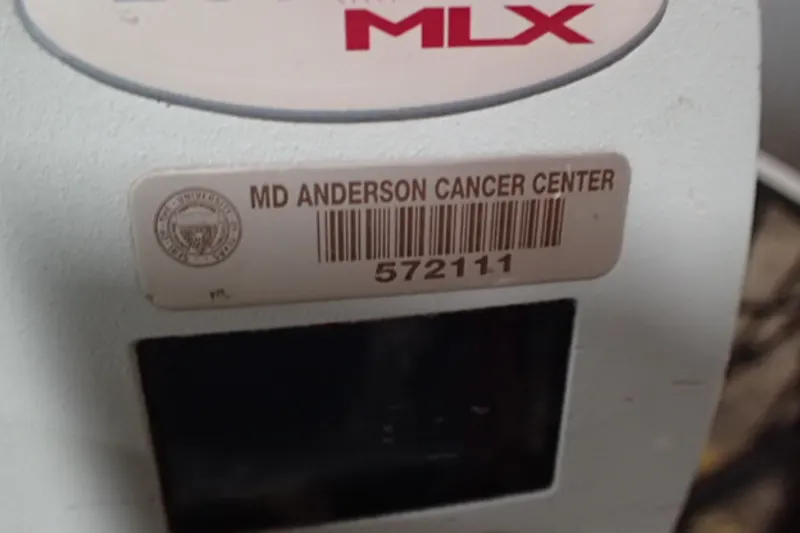 MLX
MD ANDERSON CANCER CENTER
572111